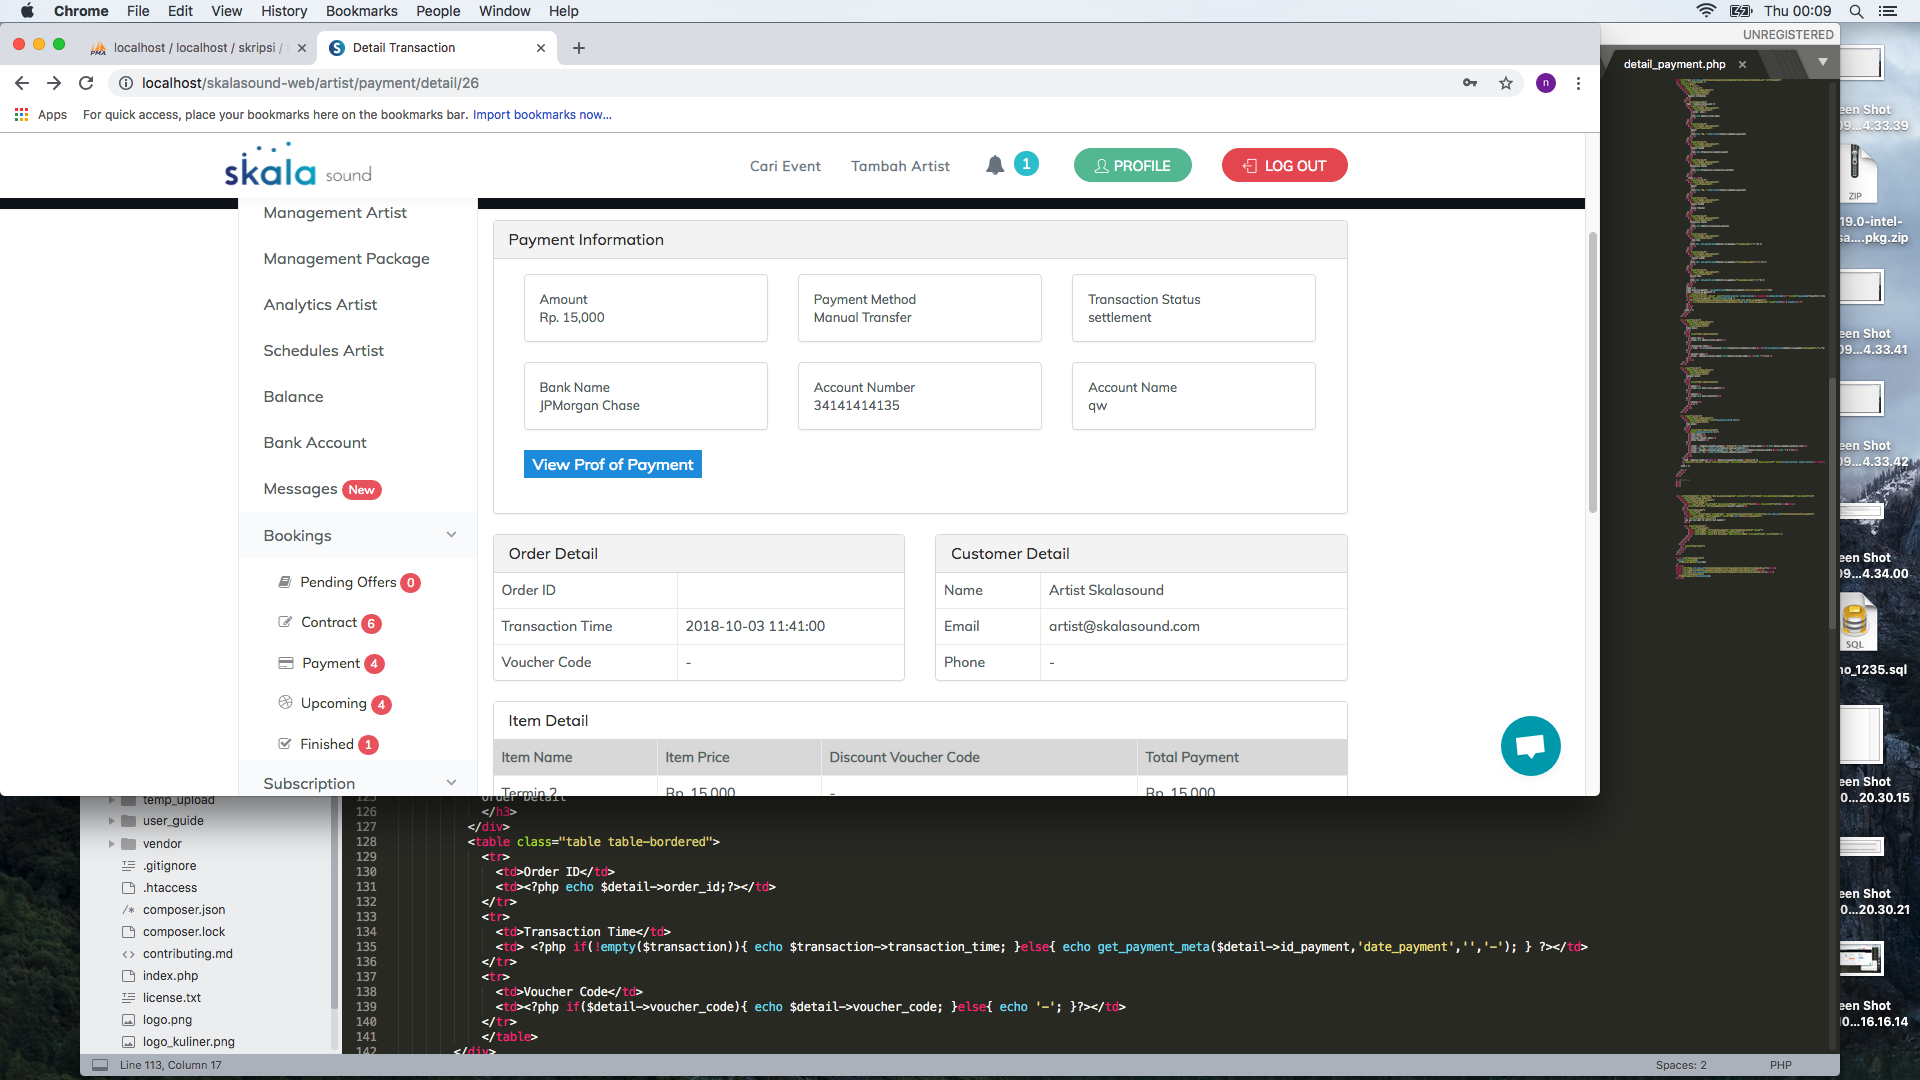 Chrome File Edit View History Bookmarks People Window Help
Thu 00:09
localhost / localhost / skripsi /
Detail Transaction
UNREGISTERED
detail_payment.php
localhost/skalasound-web/artist/payment/detail/26
n
Apps For quick access, place your bookmarks here on the bookmarks bar. Import bookmarks now...
skala sound
Cari Event
Tambah Artist
1
PROFILE
LOG OUT
Management Artist
Management Package
Analytics Artist
Schedules Artist
Balance
Bank Account
Messages New
Bookings
Pending Offers 0
Contract 6
Payment 4
Upcoming 4
Finished 1
Subscription
Payment Information
Amount
Rp. 15,000
Payment Method
Manual Transfer
Transaction Status
settlement
Bank Name
JPMorgan Chase
Account Number
34141414135
Account Name
qw
View Prof of Payment
Order Detail
Order ID
Transaction Time 2018-10-03 11:41:00
Voucher Code -
Customer Detail
Name Artist Skalasound
Email artist@skalasound.com
Phone -
Item Detail
Item Name Item Price Discount Voucher Code Total Payment
Termin 2 Rp. 15,000 - Rp. 15,000
temp_upload
user_guide
vendor
.gitignore
.htaccess
composer.json
composer.lock
contributing.md
index.php
license.txt
logo.png
logo_kuliner.png
125 Order Detail
126 </h3>
127 </div>
128 <table class="table table-bordered">
129 <tr>
130 <td>Order ID</td>
131 <td><?php echo $detail->order_id;?></td>
132 </tr>
133 <tr>
134 <td>Transaction Time</td>
135 <td> <?php if(!empty($transaction)){ echo $transaction->transaction_time; }else{ echo get_payment_meta($detail->id_payment,'date_payment','','-'); } ?></td>
136 </tr>
137 <tr>
138 <td>Voucher Code</td>
139 <td><?php if($detail->voucher_code){ echo $detail->voucher_code; }else{ echo '-'; }?></td>
140 </tr>
141 </table>
142 </div>
Line 113, Column 17
Spaces: 2
PHP
een Shot
09...4.33.39
ZIP
19.0-intel-
sa....pkg.zip
een Shot
09...4.33.41
een Shot
09...4.33.42
een Shot
09...4.34.00
SQL
no_1235.sql
een Shot
0...20.30.15
een Shot
0...20.30.21
een Shot
10...16.16.14